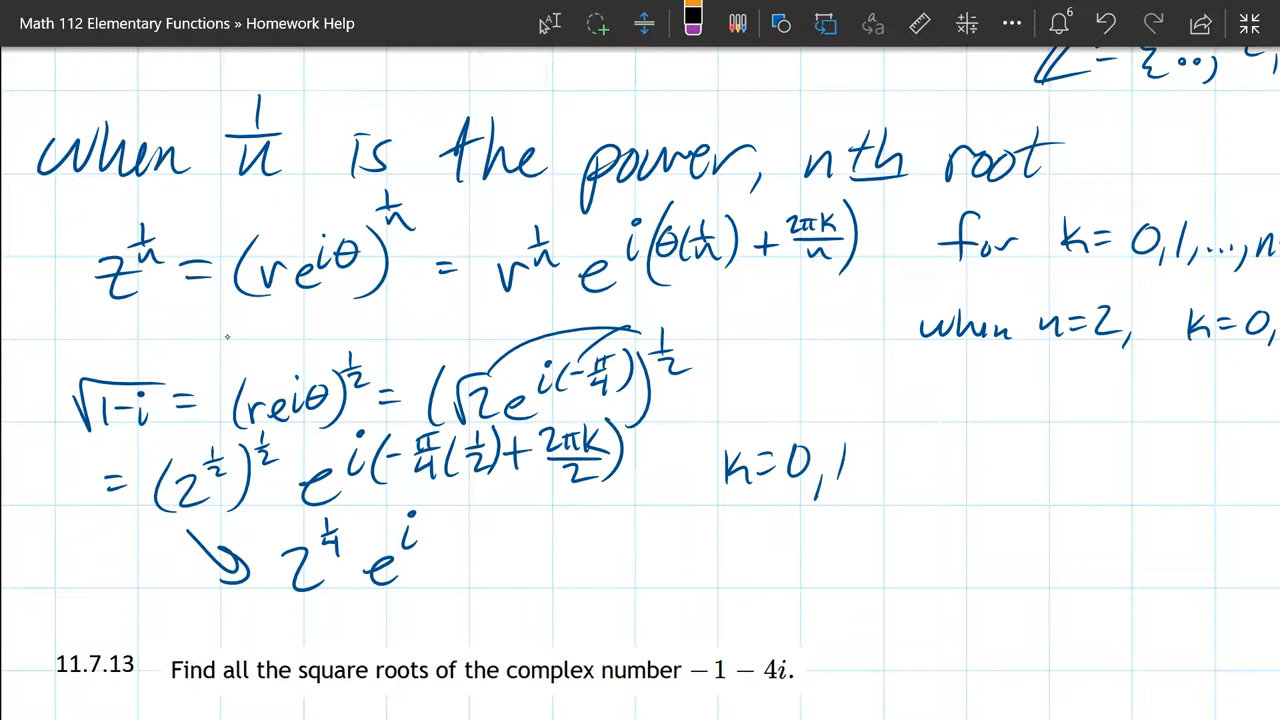 Math 112 Elementary Functions » Homework Help
6
ℤ = {..,
when 1/n is the power, nth root
z^(1/n) = (re^(iθ))^(1/n) = r^(1/n) e^(i(θ(1/n) + 2πk/n)) for k = 0, 1, ..., n
when n=2, k=0,
√(1-i) = (re^(iθ))^(1/2) = (√2 e^(i(-π/4)))^(1/2)
= (2^(1/2))^(1/2) e^(i(-π/4(1/2) + 2πk/2)) k=0, 1
↘ 2^(1/4) e^i
11.7.13 Find all the square roots of the complex number −1 − 4i.